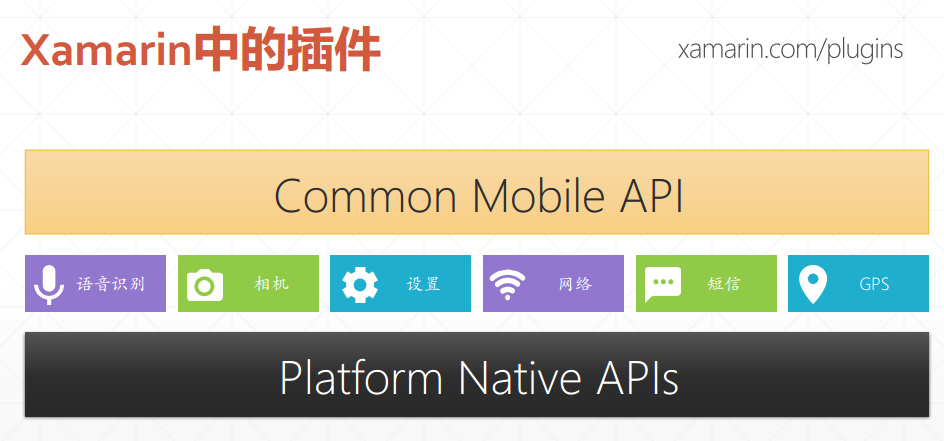 Xamarin中的插件
xamarin.com/plugins
Common Mobile API
语音识别
相机
设置
网络
短信
GPS
Platform Native APIs